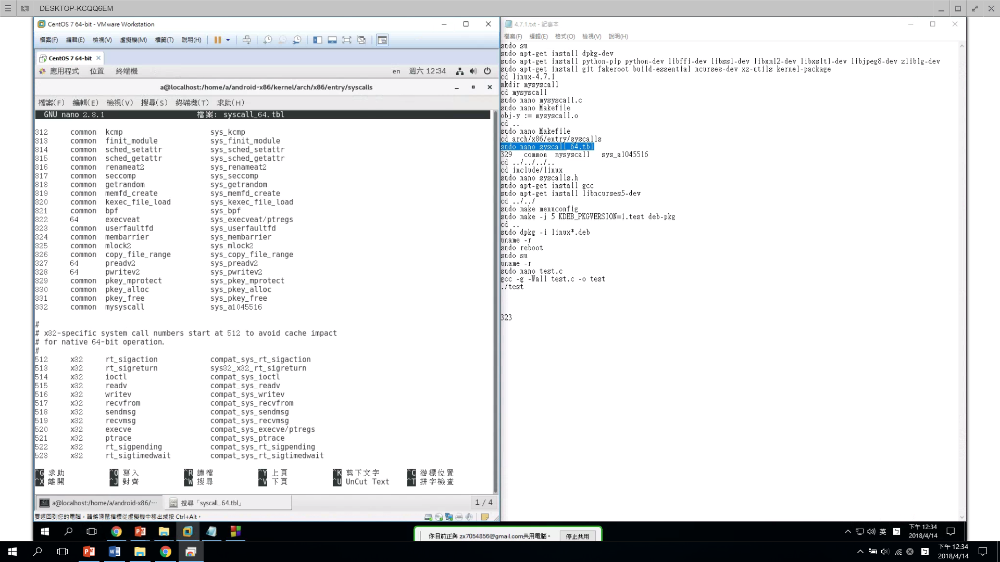 DESKTOP-KCQQ6EM
CentOS 7 64-bit - VMware Workstation
檔案(F) 編輯(E) 檢視(V) 虛擬機(M) 標籤(T) 說明(H)
CentOS 7 64-bit
應用程式 位置 終端機 en 週六 12:34
a@localhost:/home/a/android-x86/kernel/arch/x86/entry/syscalls
檔案(F) 編輯(E) 檢視(V) 搜尋(S) 終端機(T) 求助(H)
GNU nano 2.3.1 檔案: syscall_64.tbl
312 common kcmp sys_kcmp
313 common finit_module sys_finit_module
314 common sched_setattr sys_sched_setattr
315 common sched_getattr sys_sched_getattr
316 common renameat2 sys_renameat2
317 common seccomp sys_seccomp
318 common getrandom sys_getrandom
319 common memfd_create sys_memfd_create
320 common kexec_file_load sys_kexec_file_load
321 common bpf sys_bpf
322 64 execveat sys_execveat/ptregs
323 common userfaultfd sys_userfaultfd
324 common membarrier sys_membarrier
325 common mlock2 sys_mlock2
326 common copy_file_range sys_copy_file_range
327 64 preadv2 sys_preadv2
328 64 pwritev2 sys_pwritev2
329 common pkey_mprotect sys_pkey_mprotect
330 common pkey_alloc sys_pkey_alloc
331 common pkey_free sys_pkey_free
332 common mysyscall sys_a1045516
#
# x32-specific system call numbers start at 512 to avoid cache impact
# for native 64-bit operation.
#
512 x32 rt_sigaction compat_sys_rt_sigaction
513 x32 rt_sigreturn sys32_x32_rt_sigreturn
514 x32 ioctl compat_sys_ioctl
515 x32 readv compat_sys_readv
516 x32 writev compat_sys_writev
517 x32 recvfrom compat_sys_recvfrom
518 x32 sendmsg compat_sys_sendmsg
519 x32 recvmsg compat_sys_recvmsg
520 x32 execve compat_sys_execve/ptregs
521 x32 ptrace compat_sys_ptrace
522 x32 rt_sigpending compat_sys_rt_sigpending
523 x32 rt_sigtimedwait compat_sys_rt_sigtimedwait
^G 求助 ^O 寫入 ^R 讀檔 ^Y 上頁 ^K 剪下文字 ^C 游標位置
^X 離開 ^J 對齊 ^W 搜尋 ^V 下頁 ^U UnCut Text ^T 拼字檢查
a@localhost:/home/a/android-x86/… 搜尋「syscall_64.tbl」 1 / 4
要返回到您的電腦，請將滑鼠指標從虛擬機中移出或按 Ctrl+Alt。
4.7.1.txt - 記事本
檔案(F) 編輯(E) 格式(O) 檢視(V) 說明(H)
sudo su
sudo apt-get install dpkg-dev
sudo apt-get install python-pip python-dev libffi-dev libssl-dev libxml2-dev libxslt1-dev libjpeg8-dev zlib1g-dev
sudo apt-get install git fakeroot build-essential ncurses-dev xz-utils kernel-package
cd linux-4.7.1
mkdir mysyscall
cd mysyscall
sudo nano mysyscall.c
sudo nano Makefile
obj-y := mysyscall.o
cd ..
sudo nano Makefile
cd arch/x86/entry/syscalls
sudo nano syscall_64.tbl
329 common mysyscall sys_a1045516
cd ../../../..
cd include/linux
sudo nano syscalls.h
sudo apt-get install gcc
sudo apt-get install libncurses5-dev
cd ../../
sudo make menuconfig
sudo make -j 5 KDEB_PKGVERSION=1.test deb-pkg
cd ..
sudo dpkg -i linux*.deb
uname -r
sudo reboot
sudo su
uname -r
sudo nano test.c
gcc -g -Wall test.c -o test
./test
323
你目前正與 zx7054856@gmail.com共用電腦。 停止共用
英 下午 12:34
2018/4/14
下午 12:34
2018/4/14